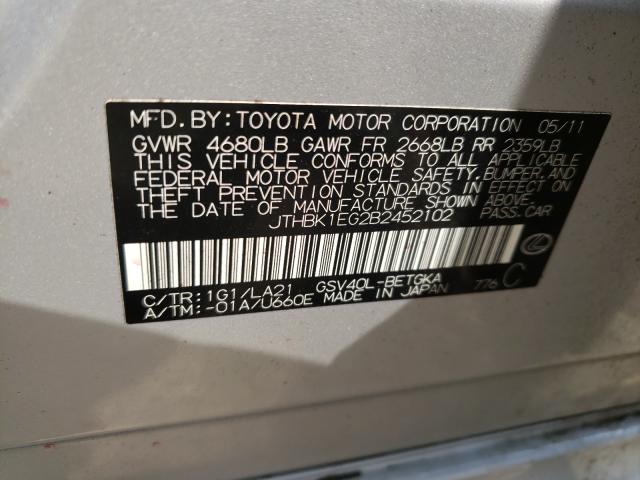 MFD. BY: TOYOTA MOTOR CORPORATION 05/11
GVWR 4680LB GAWR FR 2668LB RR 2359LB
THIS VEHICLE CONFORMS TO ALL APPLICABLE
FEDERAL MOTOR VEHICLE SAFETY, BUMPER, AND
THEFT PREVENTION STANDARDS IN EFFECT ON
THE DATE OF MANUFACTURE SHOWN ABOVE.
JTHBK1EG2B2452102 PASS. CAR
C/TR: 1G1/LA21 GSV40L-BETGKA
A/TM: -01A/U660E MADE IN JAPAN 776 C